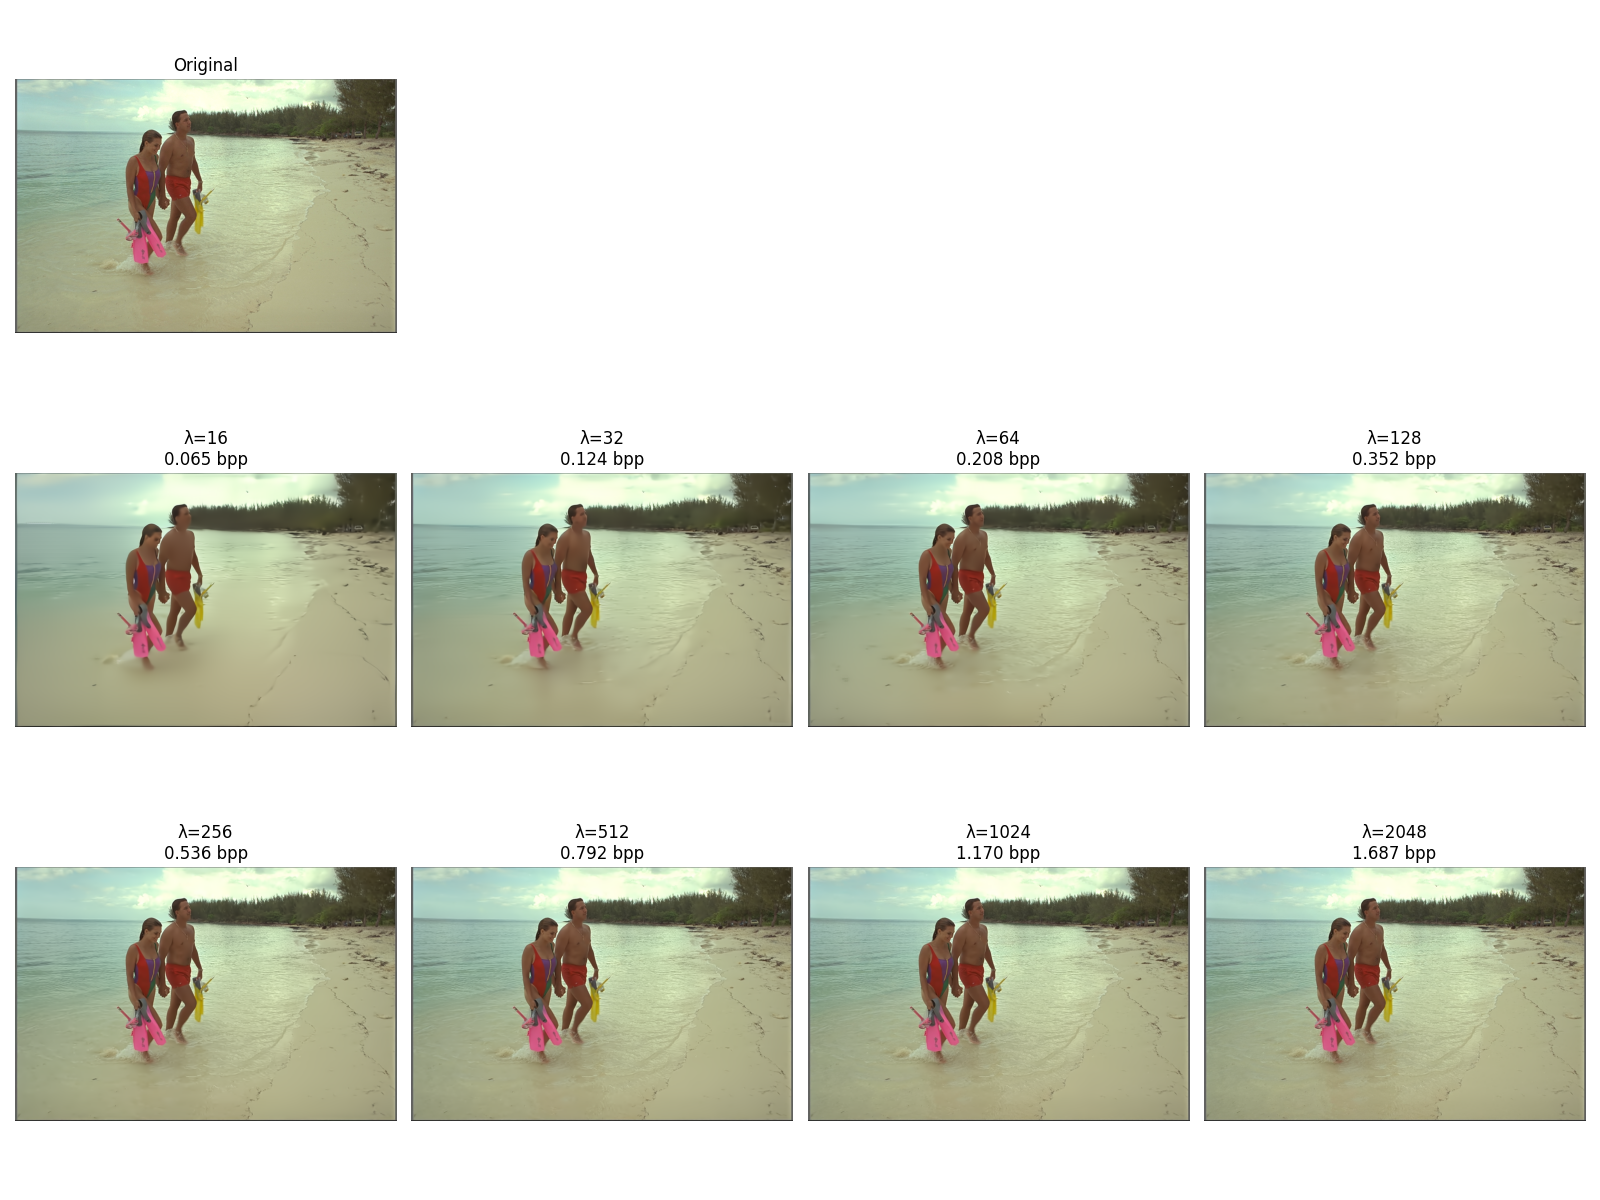 Original
λ=16
0.065 bpp
λ=32
0.124 bpp
λ=64
0.208 bpp
λ=128
0.352 bpp
λ=256
0.536 bpp
λ=512
0.792 bpp
λ=1024
1.170 bpp
λ=2048
1.687 bpp